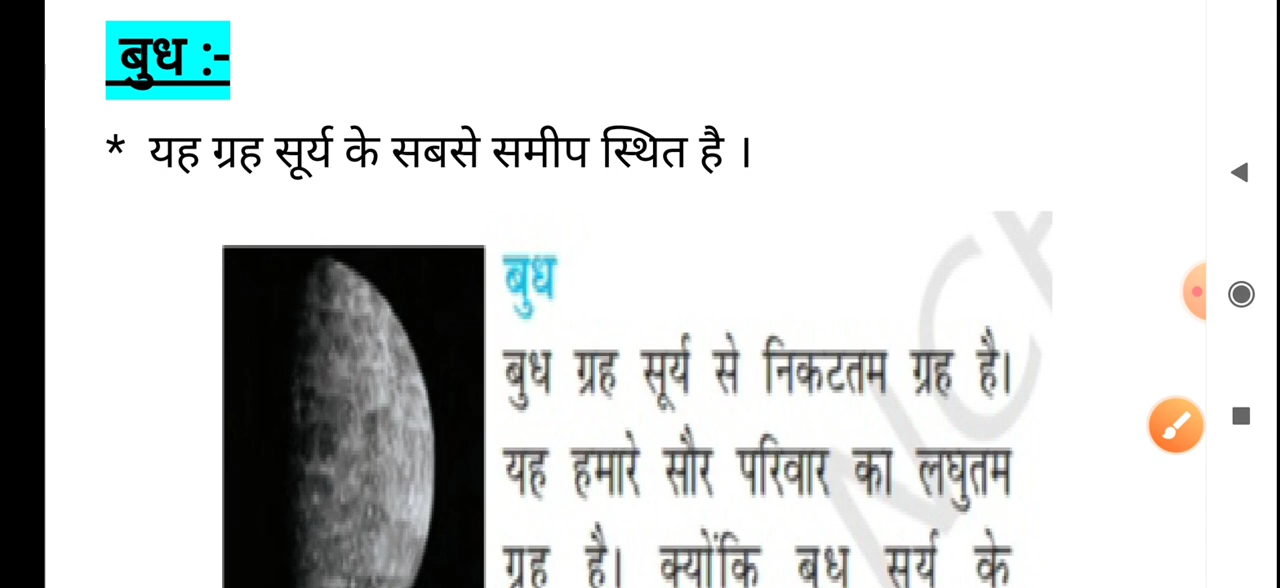 बुध :-
* यह ग्रह सूर्य के सबसे समीप स्थित है ।
बुध
बुध ग्रह सूर्य से निकटतम ग्रह है।
यह हमारे सौर परिवार का लघुतम
ग्रह है। क्योंकि बुध सूर्य के